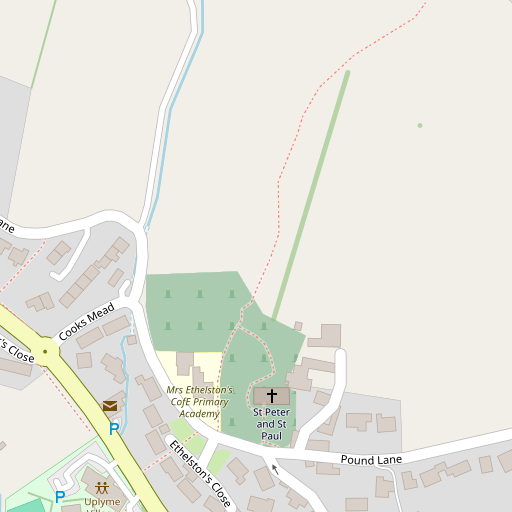 ane
Cooks Mead
's Close
Mrs Ethelston's
CofE Primary
Academy
St Peter
and St
Paul
P
Ethelston's Close
Pound Lane
P
Uplyme